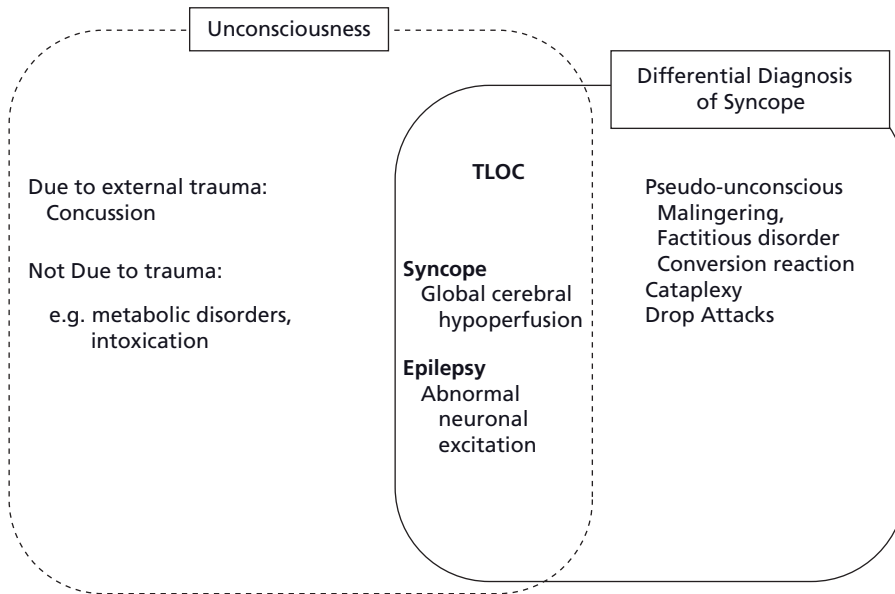 Unconsciousness
Differential Diagnosis
of Syncope
Due to external trauma:
Concussion
Not Due to trauma:
e.g. metabolic disorders,
intoxication
TLOC
Syncope
Global cerebral
hypoperfusion
Epilepsy
Abnormal
neuronal
excitation
Pseudo-unconscious
Malingering,
Factitious disorder
Conversion reaction
Cataplexy
Drop Attacks